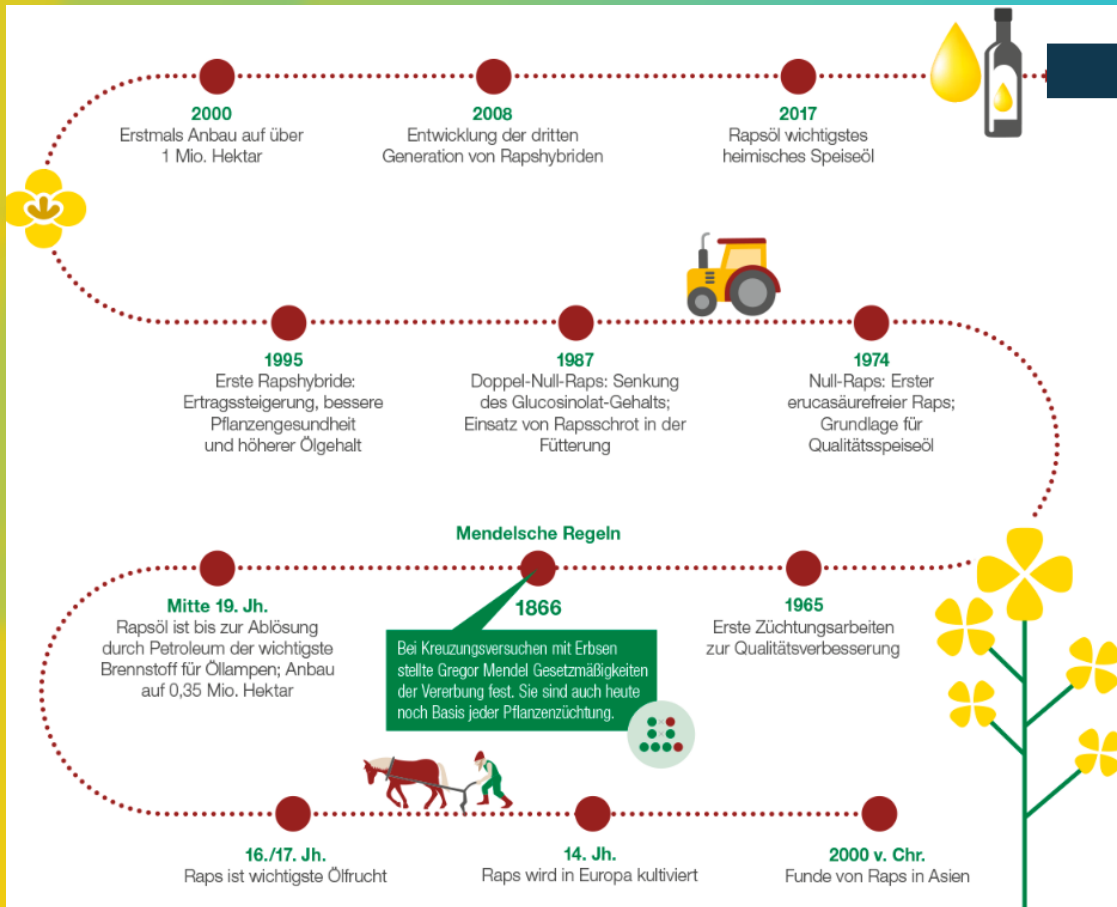 2000
Erstmals Anbau auf über
1 Mio. Hektar
2008
Entwicklung der dritten
Generation von Rapshybriden
2017
Rapsöl wichtigstes
heimisches Speiseöl
1995
Erste Rapshybride:
Ertragssteigerung, bessere
Pflanzengesundheit
und höherer Ölgehalt
1987
Doppel-Null-Raps: Senkung
des Glucosinolat-Gehalts;
Einsatz von Rapsschrot in der
Fütterung
1974
Null-Raps: Erster
erucasäurefreier Raps;
Grundlage für
Qualitätsspeiseöl
Mitte 19. Jh.
Rapsöl ist bis zur Ablösung
durch Petroleum der wichtigste
Brennstoff für Öllampen; Anbau
auf 0,35 Mio. Hektar
Mendelsche Regeln
1866
Bei Kreuzungsversuchen mit Erbsen
stellte Gregor Mendel Gesetzmäßigkeiten
der Vererbung fest. Sie sind auch heute
noch Basis jeder Pflanzenzüchtung.
1965
Erste Züchtungsarbeiten
zur Qualitätsverbesserung
16./17. Jh.
Raps ist wichtigste Ölfrucht
14. Jh.
Raps wird in Europa kultiviert
2000 v. Chr.
Funde von Raps in Asien